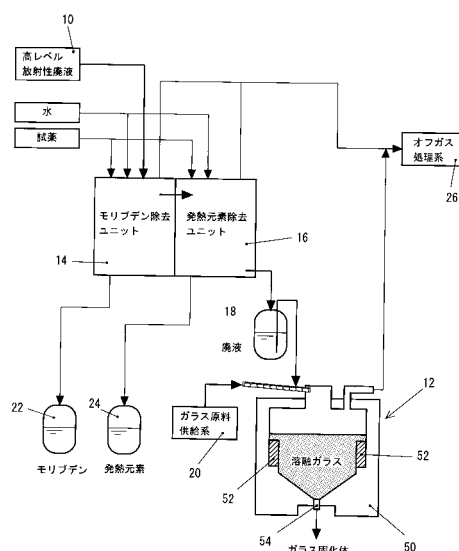 10
高レベル
放射性廃液
水
試薬
オフガス
処理系
26
モリブデン除去
ユニット
14
発熱元素除去
ユニット
16
18
廃液
12
22
24
モリブデン
発熱元素
ガラス原料
供給系
20
溶融ガラス
52
52
54
50
ガラス固化体